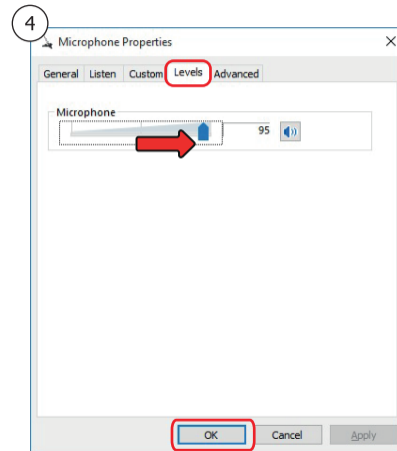 4
Microphone Properties
General Listen Custom Levels Advanced
Microphone
95
OK Cancel Apply